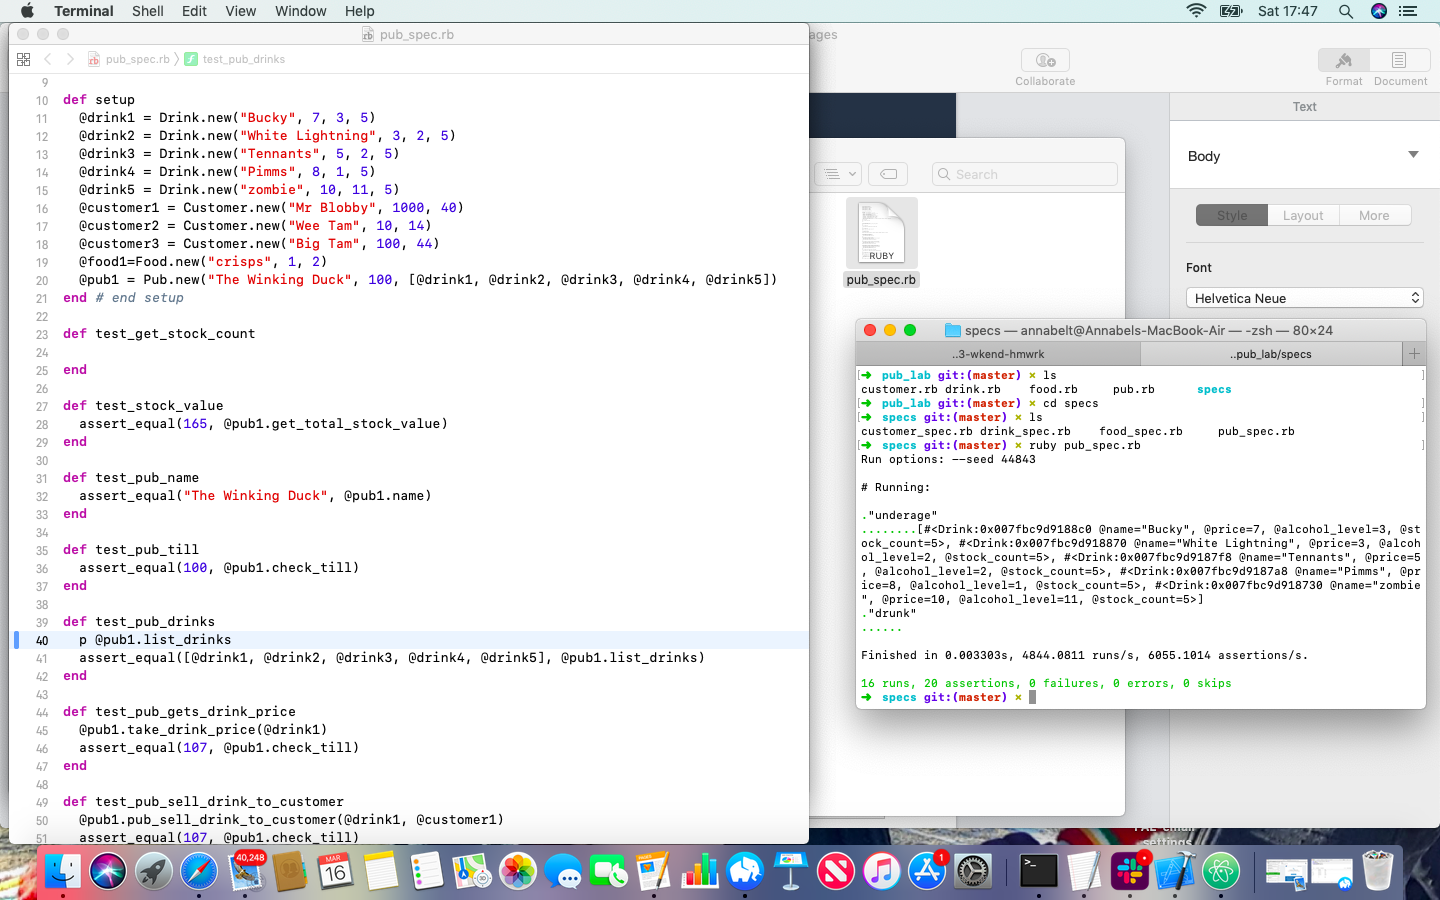 Terminal Shell Edit View Window Help Sat 17:47
pub_spec.rb
pub_spec.rb test_pub_drinks
9
10 def setup
11 @drink1 = Drink.new("Bucky", 7, 3, 5)
12 @drink2 = Drink.new("White Lightning", 3, 2, 5)
13 @drink3 = Drink.new("Tennants", 5, 2, 5)
14 @drink4 = Drink.new("Pimms", 8, 1, 5)
15 @drink5 = Drink.new("zombie", 10, 11, 5)
16 @customer1 = Customer.new("Mr Blobby", 1000, 40)
17 @customer2 = Customer.new("Wee Tam", 10, 14)
18 @customer3 = Customer.new("Big Tam", 100, 44)
19 @food1=Food.new("crisps", 1, 2)
20 @pub1 = Pub.new("The Winking Duck", 100, [@drink1, @drink2, @drink3, @drink4, @drink5])
21 end # end setup
22
23 def test_get_stock_count
24
25 end
26
27 def test_stock_value
28 assert_equal(165, @pub1.get_total_stock_value)
29 end
30
31 def test_pub_name
32 assert_equal("The Winking Duck", @pub1.name)
33 end
34
35 def test_pub_till
36 assert_equal(100, @pub1.check_till)
37 end
38
39 def test_pub_drinks
40 p @pub1.list_drinks
41 assert_equal([@drink1, @drink2, @drink3, @drink4, @drink5], @pub1.list_drinks)
42 end
43
44 def test_pub_gets_drink_price
45 @pub1.take_drink_price(@drink1)
46 assert_equal(107, @pub1.check_till)
47 end
48
49 def test_pub_sell_drink_to_customer
50 @pub1.pub_sell_drink_to_customer(@drink1, @customer1)
51 assert_equal(107, @pub1.check_till)
ages
Collaborate Format Document
Text
Body
Style Layout More
Font
Helvetica Neue
Search
RUBY
pub_spec.rb
specs — annabelt@Annabels-MacBook-Air — -zsh — 80×24
..3-wkend-hmwrk ..pub_lab/specs +
[➜ pub_lab git:(master) × ls ]
customer.rb drink.rb food.rb pub.rb specs
[➜ pub_lab git:(master) × cd specs ]
[➜ specs git:(master) × ls ]
customer_spec.rb drink_spec.rb food_spec.rb pub_spec.rb
[➜ specs git:(master) × ruby pub_spec.rb ]
Run options: --seed 44843
# Running:
."underage"
........[#<Drink:0x007fbc9d9188c0 @name="Bucky", @price=7, @alcohol_level=3, @st
ock_count=5>, #<Drink:0x007fbc9d918870 @name="White Lightning", @price=3, @alcoh
ol_level=2, @stock_count=5>, #<Drink:0x007fbc9d9187f8 @name="Tennants", @price=5
, @alcohol_level=2, @stock_count=5>, #<Drink:0x007fbc9d9187a8 @name="Pimms", @pr
ice=8, @alcohol_level=1, @stock_count=5>, #<Drink:0x007fbc9d918730 @name="zombie
", @price=10, @alcohol_level=11, @stock_count=5>]
."drunk"
......
Finished in 0.003303s, 4844.0811 runs/s, 6055.1014 assertions/s.
16 runs, 20 assertions, 0 failures, 0 errors, 0 skips
➜ specs git:(master) ×
settings
40,248
MAR
16
3D
1